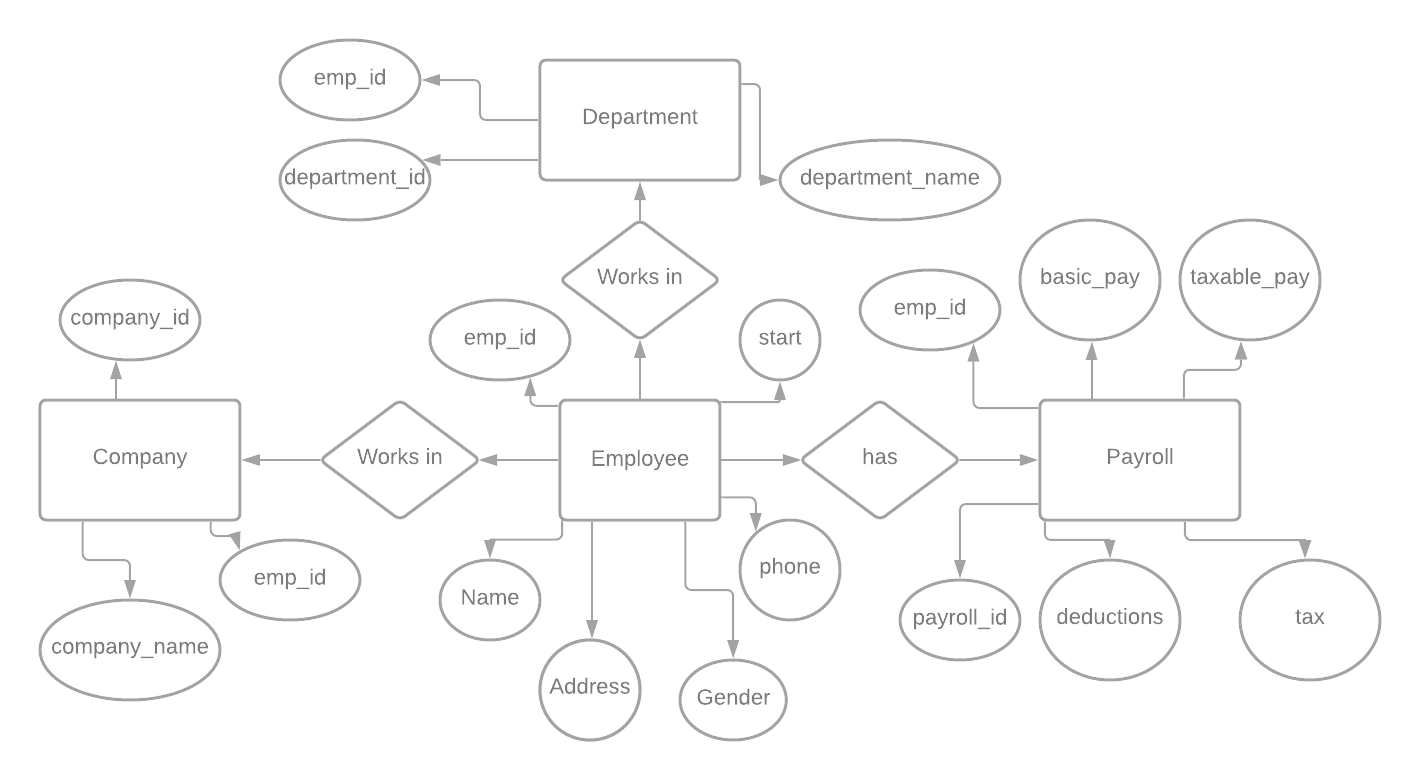 emp_id
Department
department_id
department_name
Works in
basic_pay
taxable_pay
company_id
emp_id
start
emp_id
Company
Works in
Employee
has
Payroll
emp_id
Name
phone
payroll_id
deductions
tax
company_name
Address
Gender